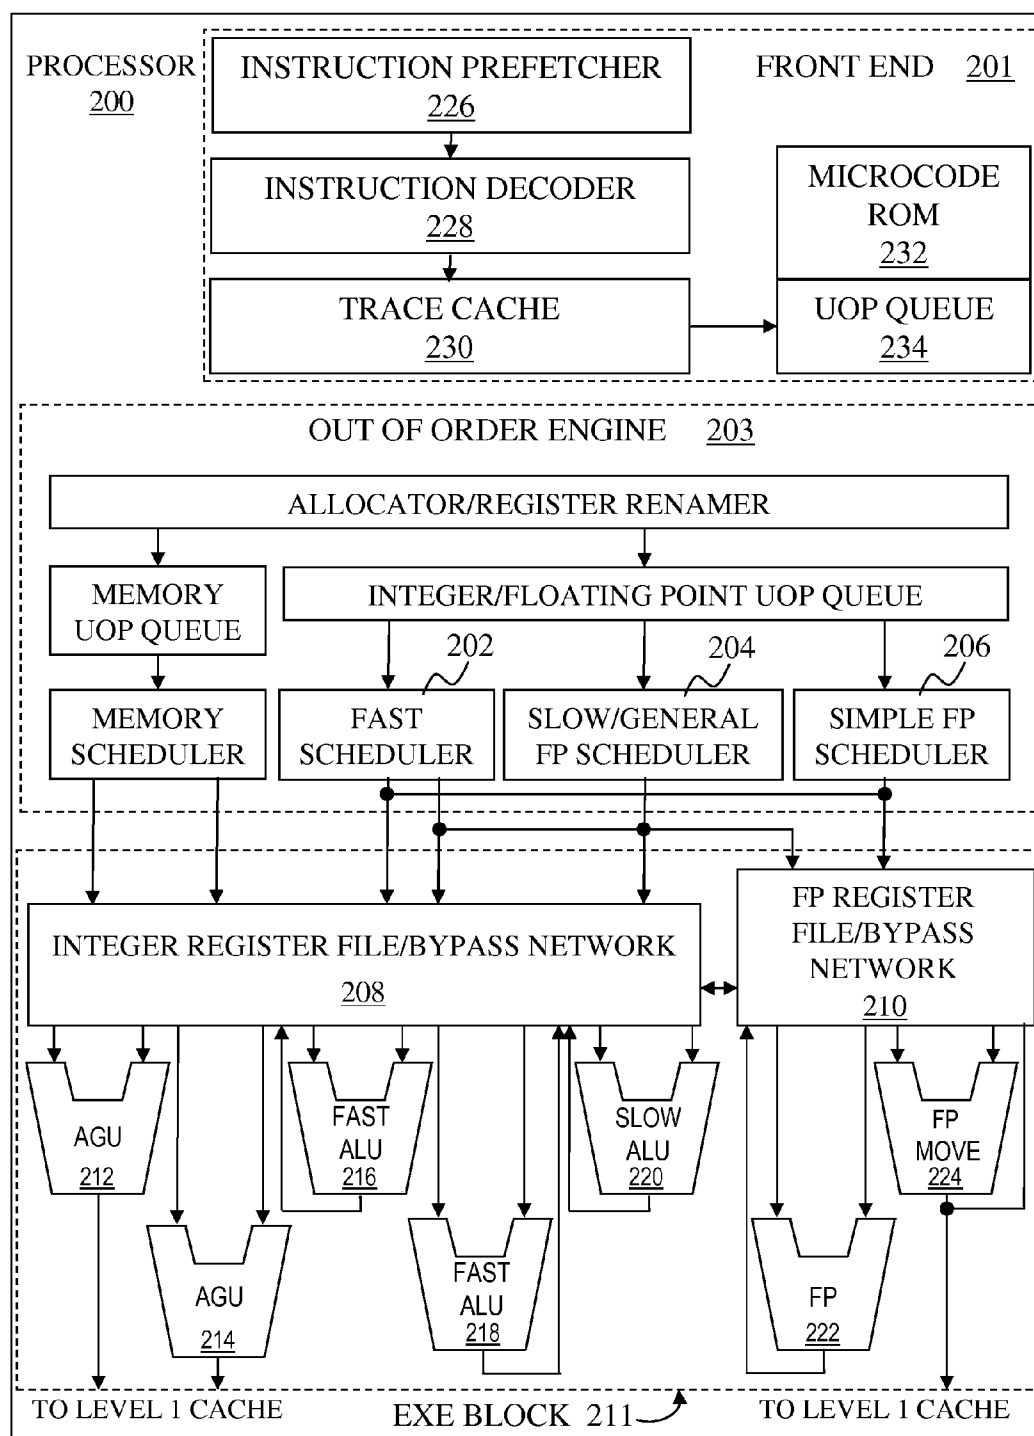 PROCESSOR
200
FRONT END 201
INSTRUCTION PREFETCHER
226
INSTRUCTION DECODER
228
TRACE CACHE
230
MICROCODE
ROM
232
UOP QUEUE
234
OUT OF ORDER ENGINE 203
ALLOCATOR/REGISTER RENAMER
MEMORY
UOP QUEUE
INTEGER/FLOATING POINT UOP QUEUE
202
204
206
MEMORY
SCHEDULER
FAST
SCHEDULER
SLOW/GENERAL
FP SCHEDULER
SIMPLE FP
SCHEDULER
INTEGER REGISTER FILE/BYPASS NETWORK
208
FP REGISTER
FILE/BYPASS
NETWORK
210
AGU
212
FAST
ALU
216
SLOW
ALU
220
FP
MOVE
224
AGU
214
FAST
ALU
218
FP
222
TO LEVEL 1 CACHE
EXE BLOCK 211
TO LEVEL 1 CACHE